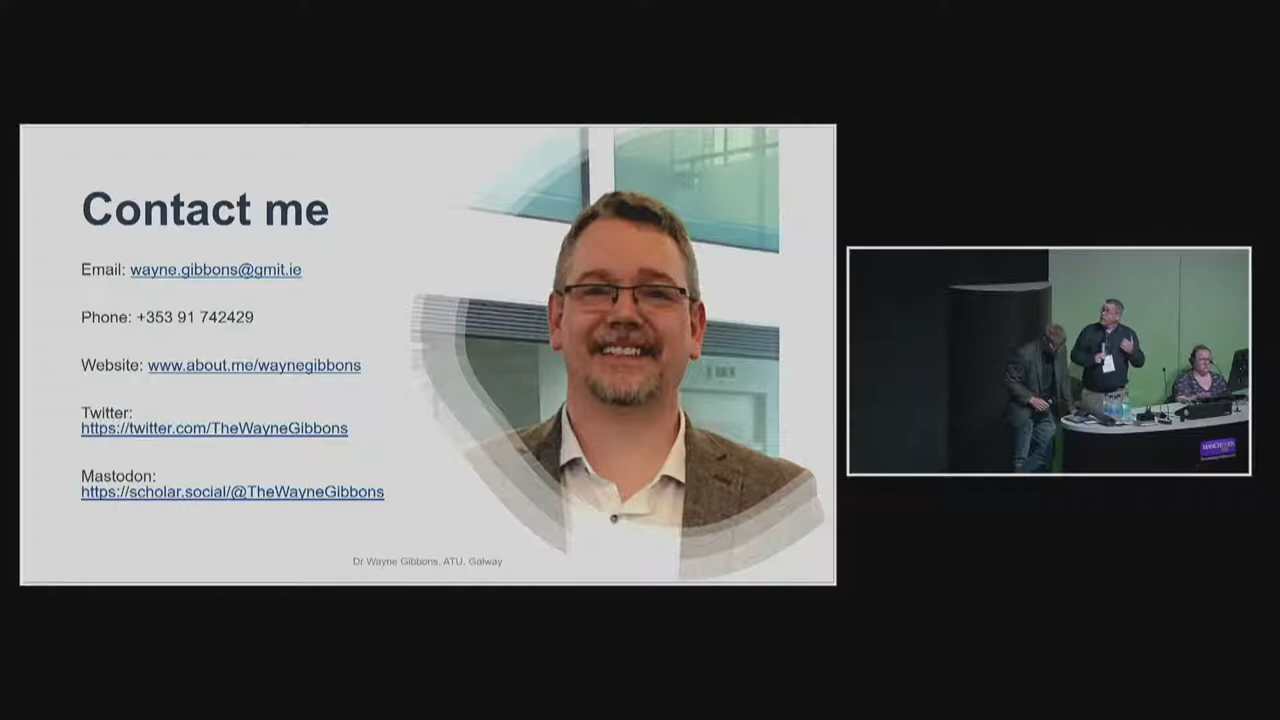 Contact me
Email: wayne.gibbons@gmit.ie
Phone: +353 91 742429
Website: www.about.me/waynegibbons
Twitter:
https://twitter.com/TheWayneGibbons
Mastodon:
https://scholar.social/@TheWayneGibbons
Dr Wayne Gibbons, ATU, Galway